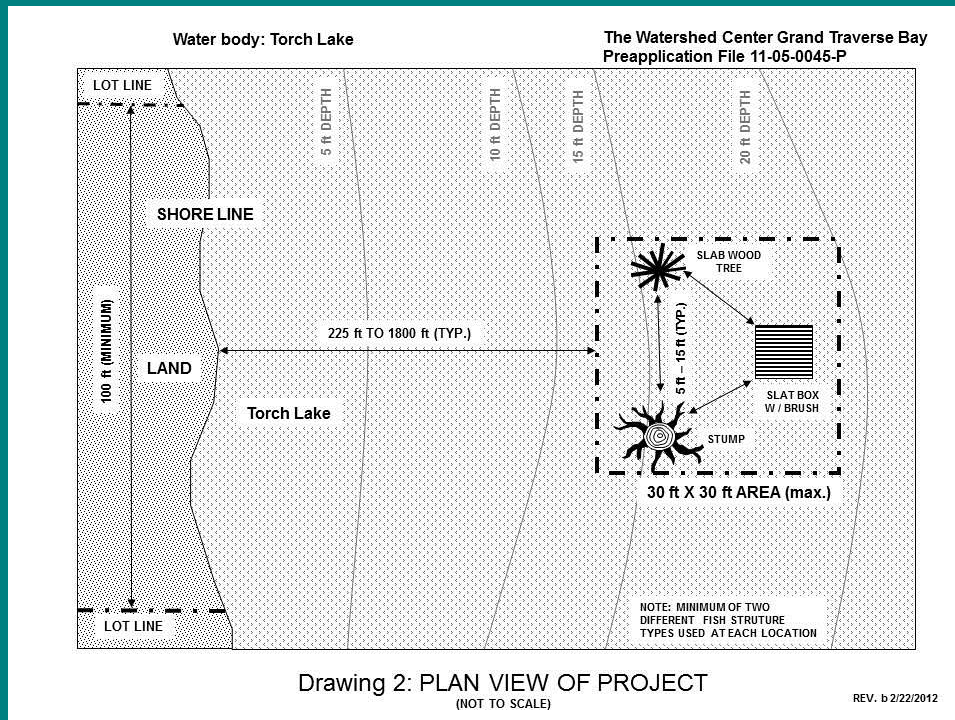 Water body: Torch Lake
The Watershed Center Grand Traverse Bay
Preapplication File 11-05-0045-P
LOT LINE
5 ft DEPTH
10 ft DEPTH
15 ft DEPTH
20 ft DEPTH
SHORE LINE
SLAB WOOD
TREE
100 ft (MINIMUM)
225 ft TO 1800 ft (TYP.)
5 ft – 15 ft (TYP.)
LAND
SLAT BOX
W / BRUSH
Torch Lake
STUMP
30 ft X 30 ft AREA (max.)
NOTE: MINIMUM OF TWO
DIFFERENT FISH STRUTURE
TYPES USED AT EACH LOCATION
LOT LINE
Drawing 2: PLAN VIEW OF PROJECT
(NOT TO SCALE)
REV. b 2/22/2012